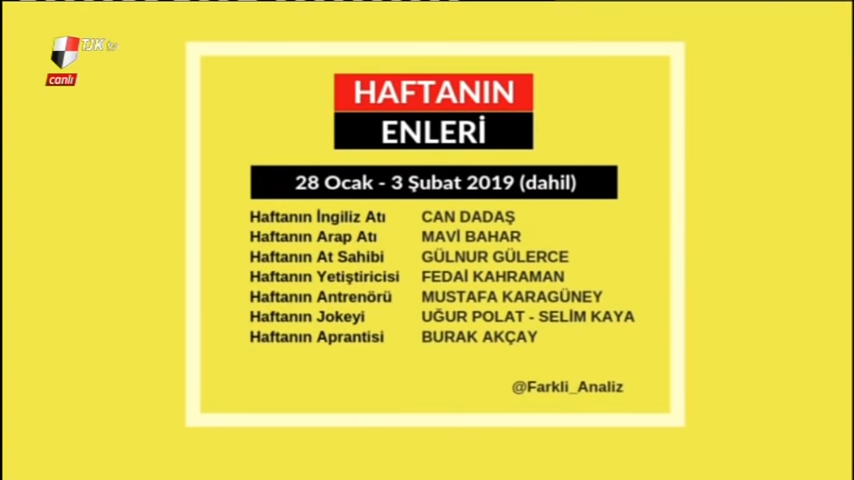 TJK tv
canlı
HAFTANIN
ENLERİ
28 Ocak - 3 Şubat 2019 (dahil)
Haftanın İngiliz Atı CAN DADAŞ
Haftanın Arap Atı MAVİ BAHAR
Haftanın At Sahibi GÜLNUR GÜLERCE
Haftanın Yetiştiricisi FEDAİ KAHRAMAN
Haftanın Antrenörü MUSTAFA KARAGÜNEY
Haftanın Jokeyi UĞUR POLAT - SELİM KAYA
Haftanın Aprantisi BURAK AKÇAY
@Farkli_Analiz